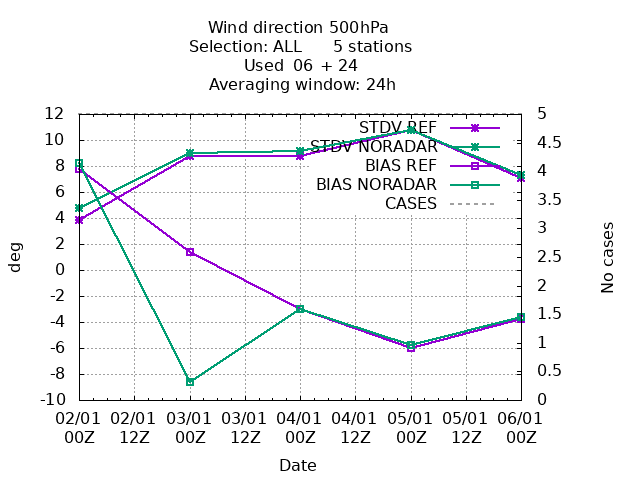 Wind direction 500hPa
Selection: ALL 5 stations
Used 06 + 24
Averaging window: 24h
deg
12
10
8
6
4
2
0
-2
-4
-6
-8
-10
STDV REF
STDV NORADAR
BIAS REF
BIAS NORADAR
CASES
5
4.5
4
3.5
3
2.5
2
1.5
1
0.5
0
No cases
02/01 02/01 03/01 03/01 04/01 04/01 05/01 05/01 06/01
00Z 12Z 00Z 12Z 00Z 12Z 00Z 12Z 00Z
Date